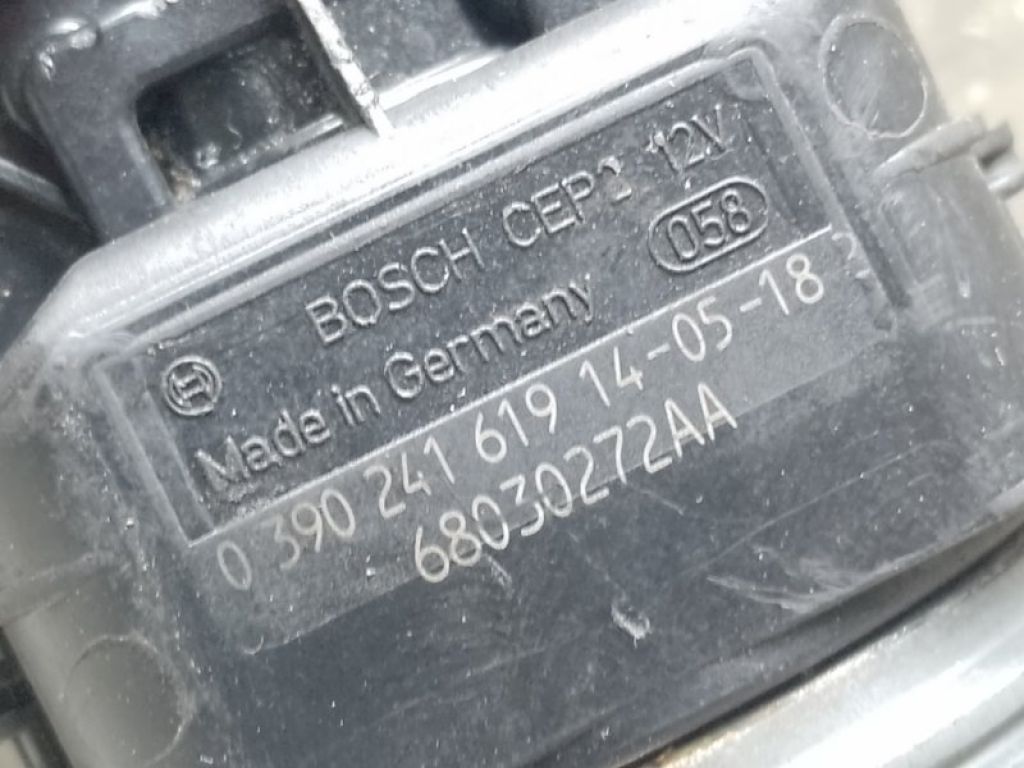 BOSCH CEP2 12V
058
Made in Germany
0 390 241 619 14-05-18
68030272AA